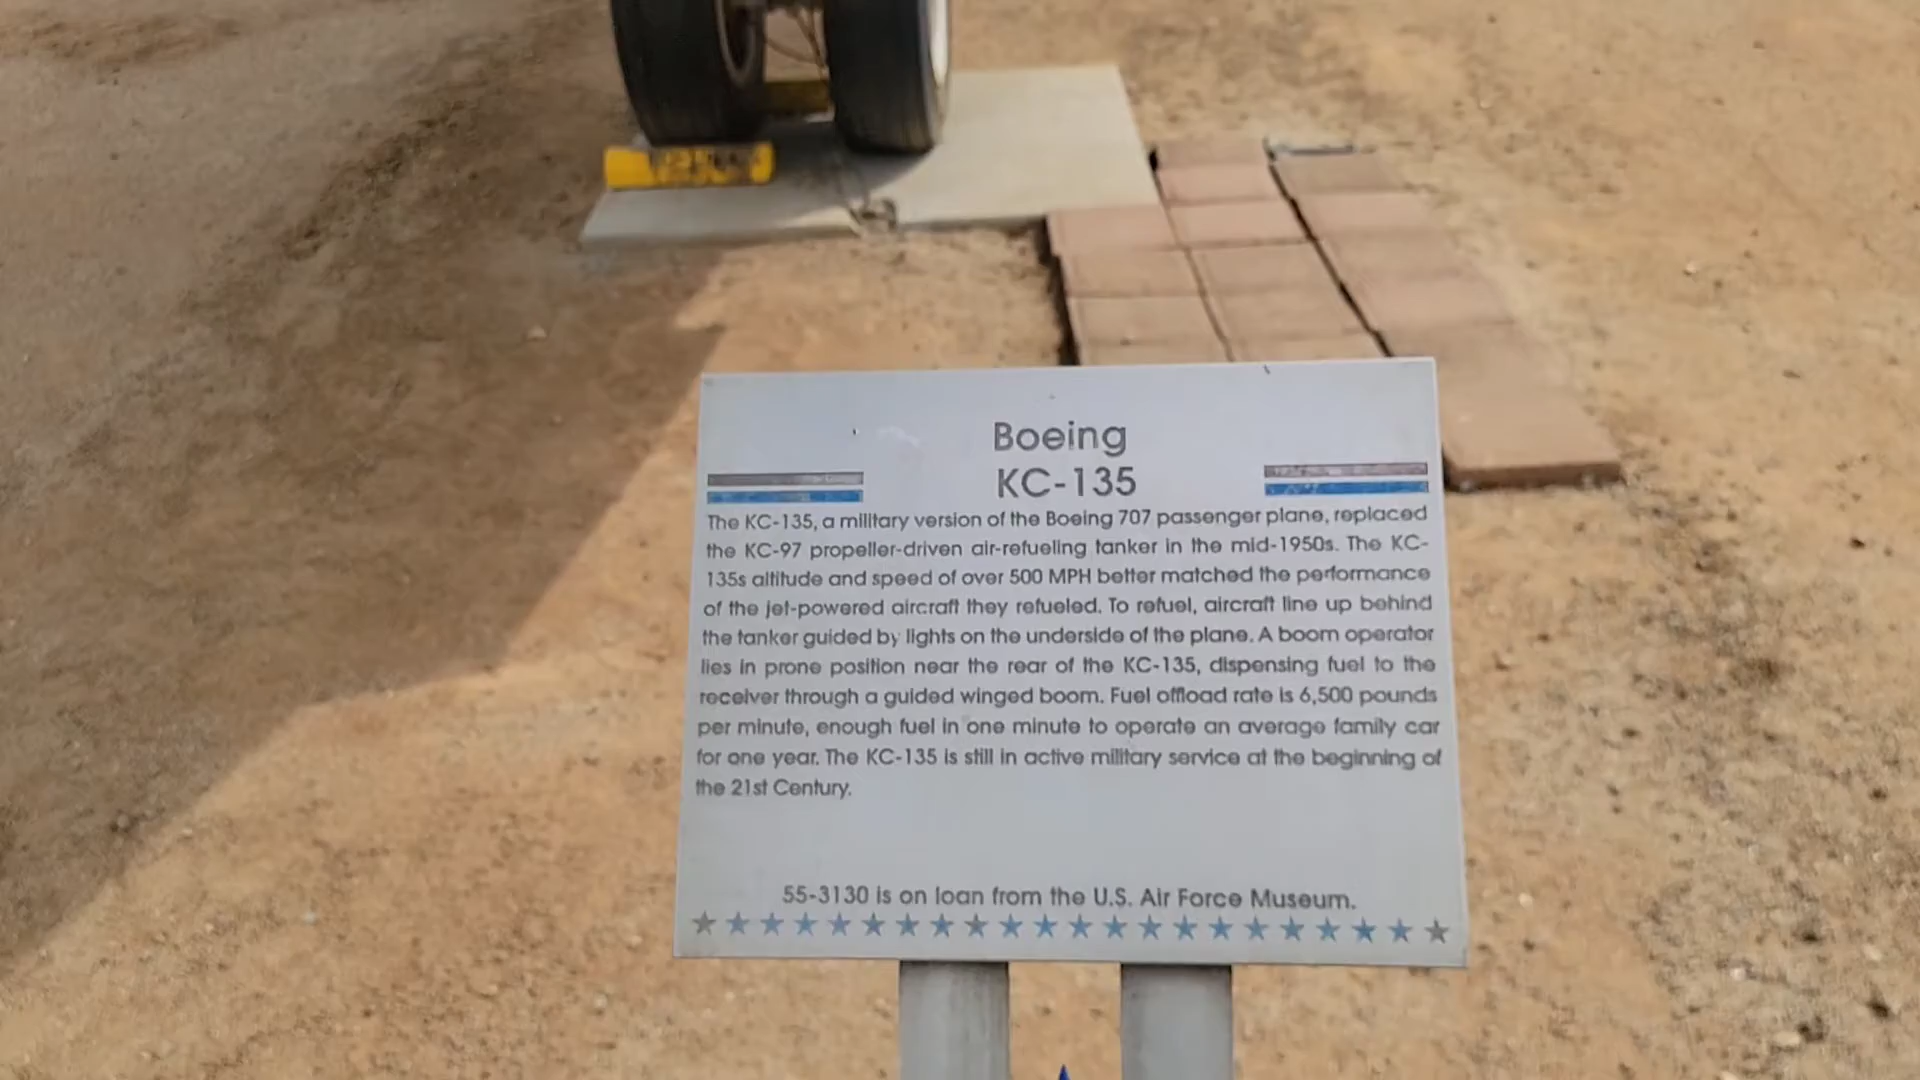 Boeing
KC-135
The KC-135, a military version of the Boeing 707 passenger plane, replaced
the KC-97 propeller-driven air-refueling tanker in the mid-1950s. The KC-
135s altitude and speed of over 500 MPH better matched the performance
of the jet-powered aircraft they refueled. To refuel, aircraft line up behind
the tanker guided by lights on the underside of the plane. A boom operator
lies in prone position near the rear of the KC-135, dispensing fuel to the
receiver through a guided winged boom. Fuel offload rate is 6,500 pounds
per minute, enough fuel in one minute to operate an average family car
for one year. The KC-135 is still in active military service at the beginning of
the 21st Century.
55-3130 is on loan from the U.S. Air Force Museum.